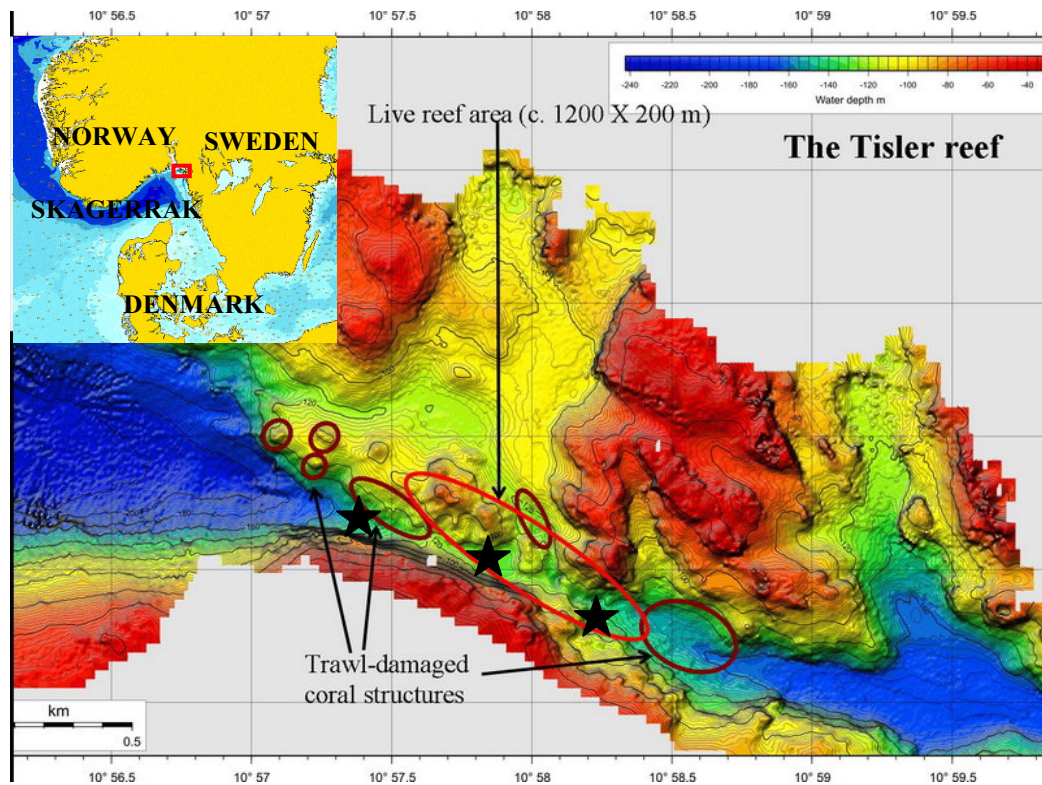 10° 56.5 10° 57 10° 57.5 10° 58 10° 58.5 10° 59 10° 59.5
-240 -220 -200 -180 -160 -140 -120 -100 -80 -60 -40
Water depth m
Live reef area (c. 1200 X 200 m)
The Tisler reef
NORWAY
SWEDEN
SKAGERRAK
DENMARK
Trawl-damaged
coral structures
km
0.5
10° 56.5 10° 57 10° 57.5 10° 58 10° 58.5 10° 59 10° 59.5